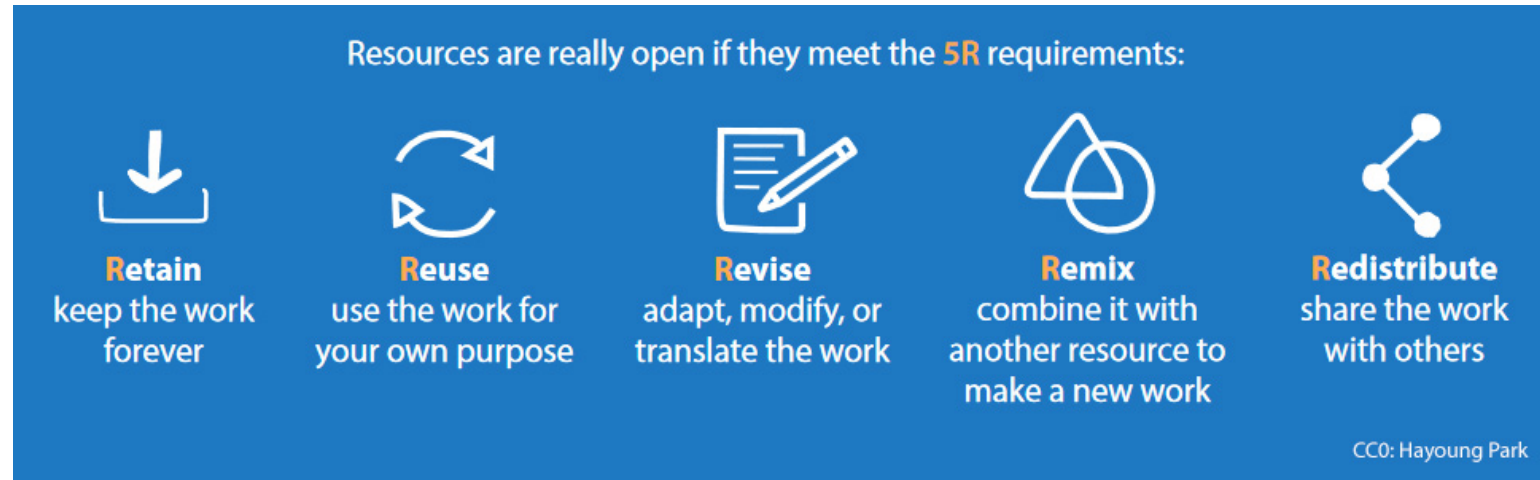 Resources are really open if they meet the 5R requirements:
Retain
keep the work
forever
Reuse
use the work for
your own purpose
Revise
adapt, modify, or
translate the work
Remix
combine it with
another resource to
make a new work
Redistribute
share the work
with others
CC0: Hayoung Park